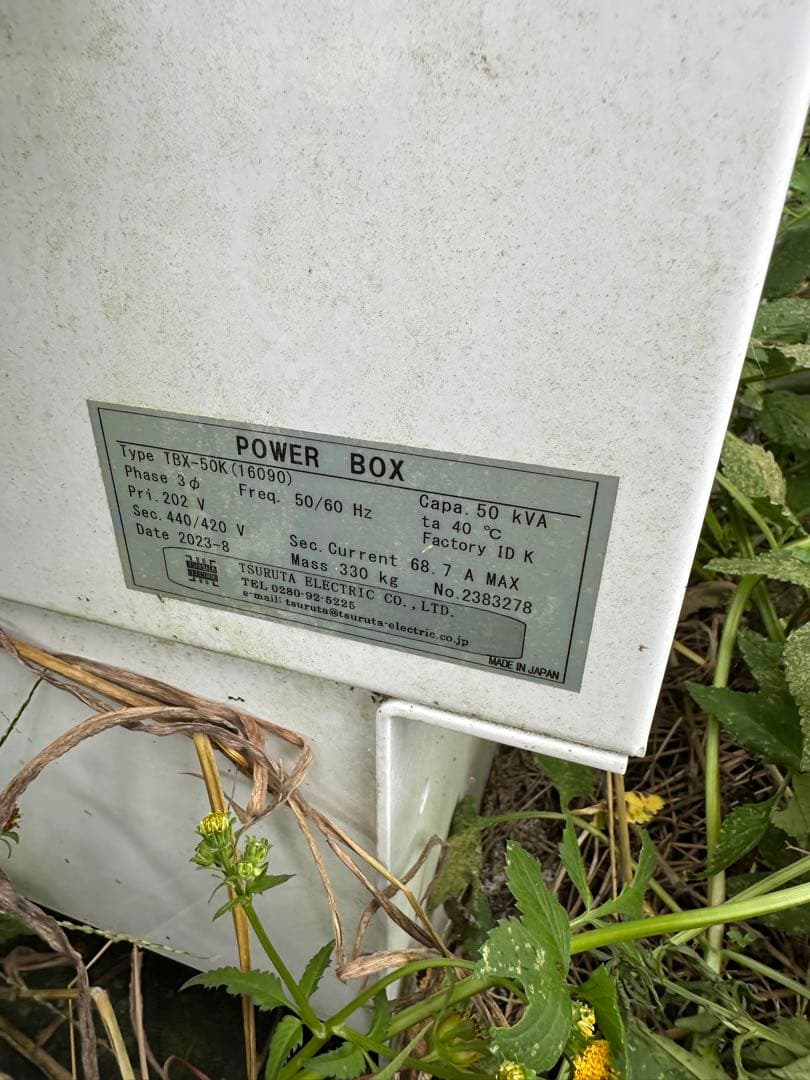 POWER BOX
Type TBX-50K(16090)
Capa. 50 kVA
Phase 3φ Freq. 50/60 Hz ta 40 ℃
Pri. 202 V Factory ID K
Sec. 440/420 V Sec. Current 68.7 A MAX
Date 2023-8 Mass 330 kg No. 2383278
TSURUTA
ELECTRIC
TSURUTA ELECTRIC CO., LTD.
TEL 0280-92-5225
e-mail: tsuruta@tsuruta-electric.co.jp
MADE IN JAPAN